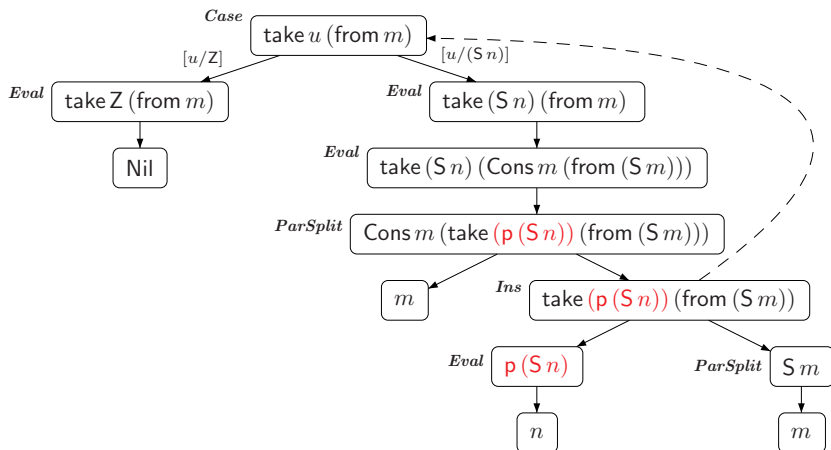 Case
take u (from m)
[u/Z]
[u/(S n)]
Eval
take Z (from m)
Eval
take (S n) (from m)
Nil
Eval
take (S n) (Cons m (from (S m)))
ParSplit
Cons m (take (p (S n)) (from (S m)))
m
Ins
take (p (S n)) (from (S m))
Eval
p (S n)
ParSplit
S m
n
m